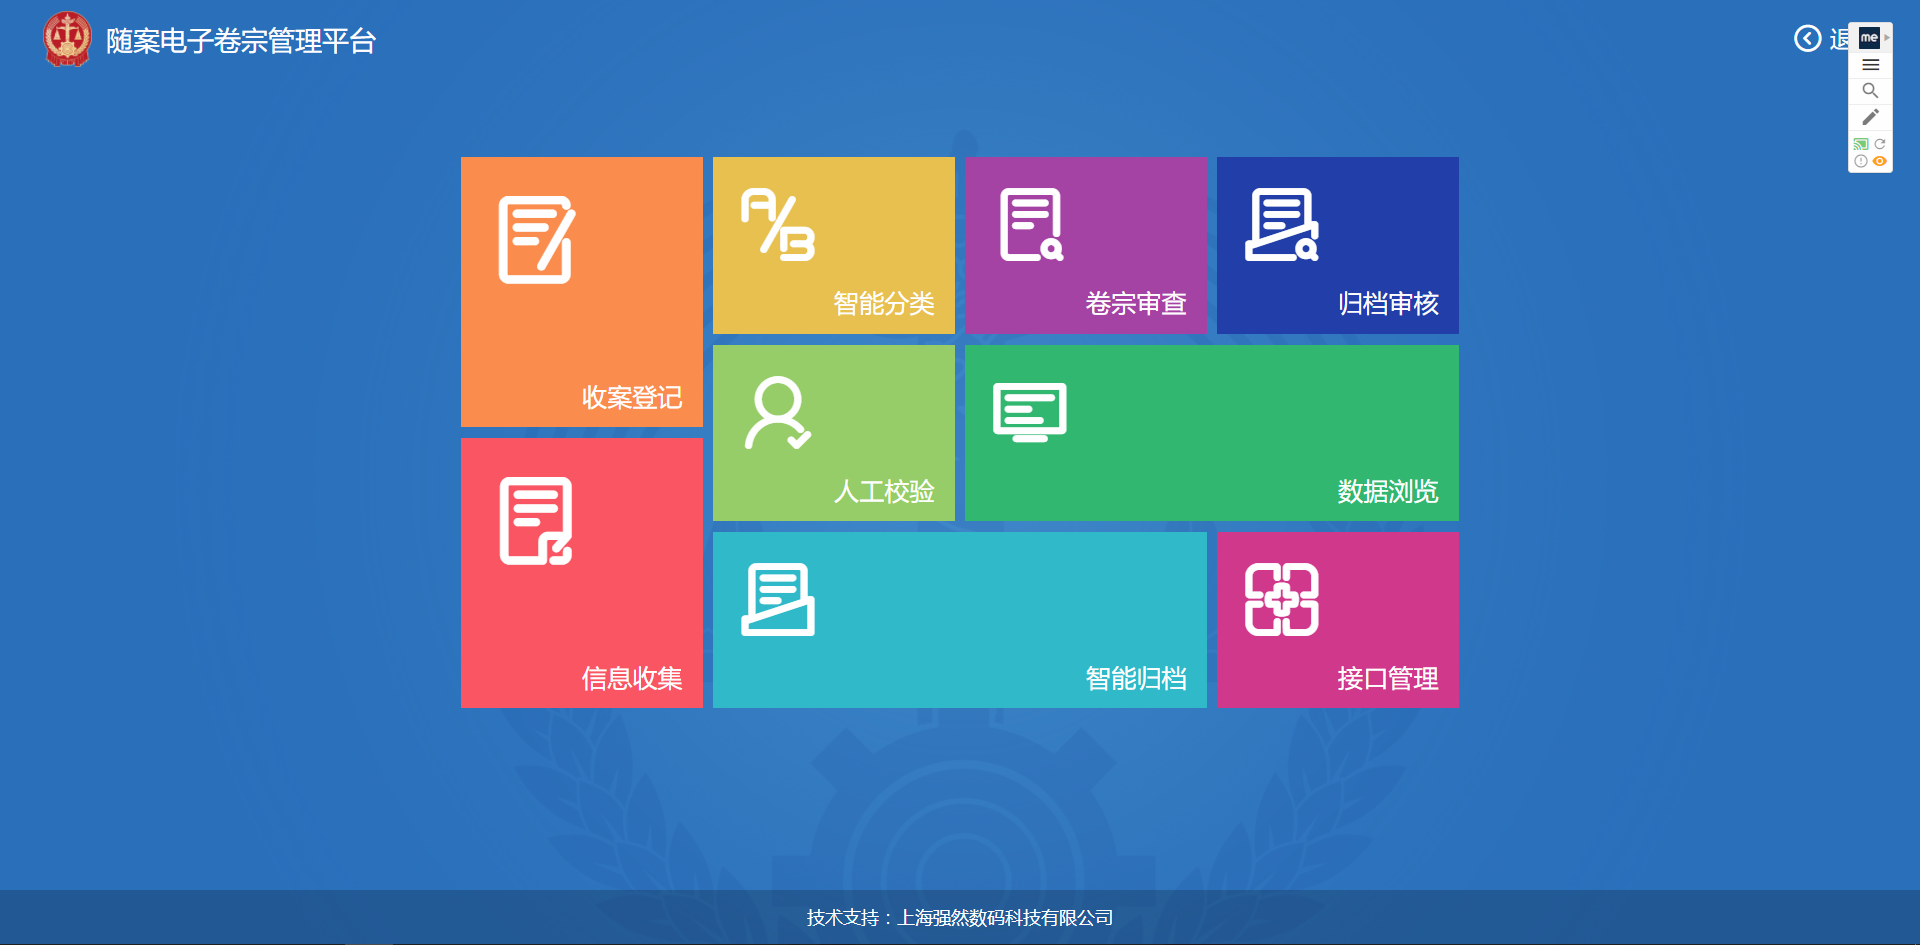 随案电子卷宗管理平台
退
me
智能分类
卷宗审查
归档审核
收案登记
人工校验
数据浏览
信息收集
智能归档
接口管理
技术支持：上海强然数码科技有限公司